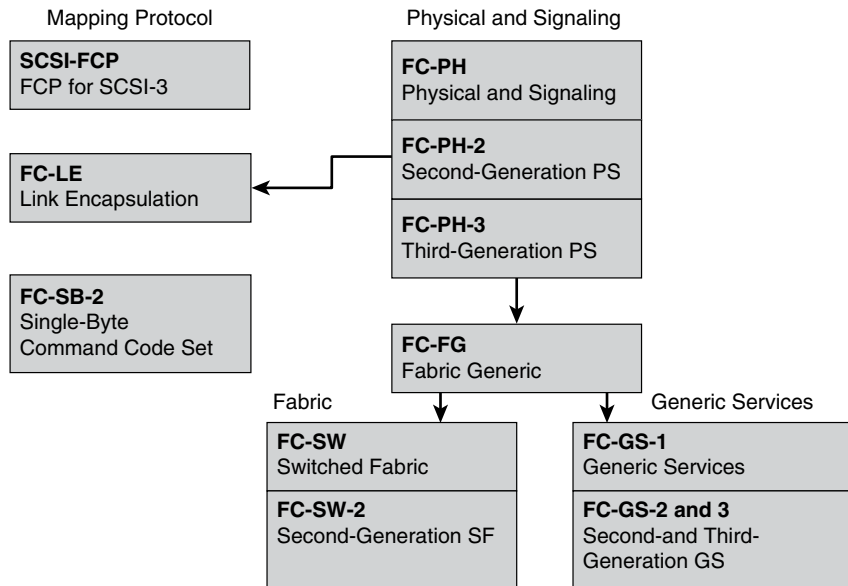 Mapping Protocol
SCSI-FCP
FCP for SCSI-3
FC-LE
Link Encapsulation
FC-SB-2
Single-Byte
Command Code Set
Physical and Signaling
FC-PH
Physical and Signaling
FC-PH-2
Second-Generation PS
FC-PH-3
Third-Generation PS
FC-FG
Fabric Generic
Fabric
FC-SW
Switched Fabric
FC-SW-2
Second-Generation SF
Generic Services
FC-GS-1
Generic Services
FC-GS-2 and 3
Second-and Third-
Generation GS